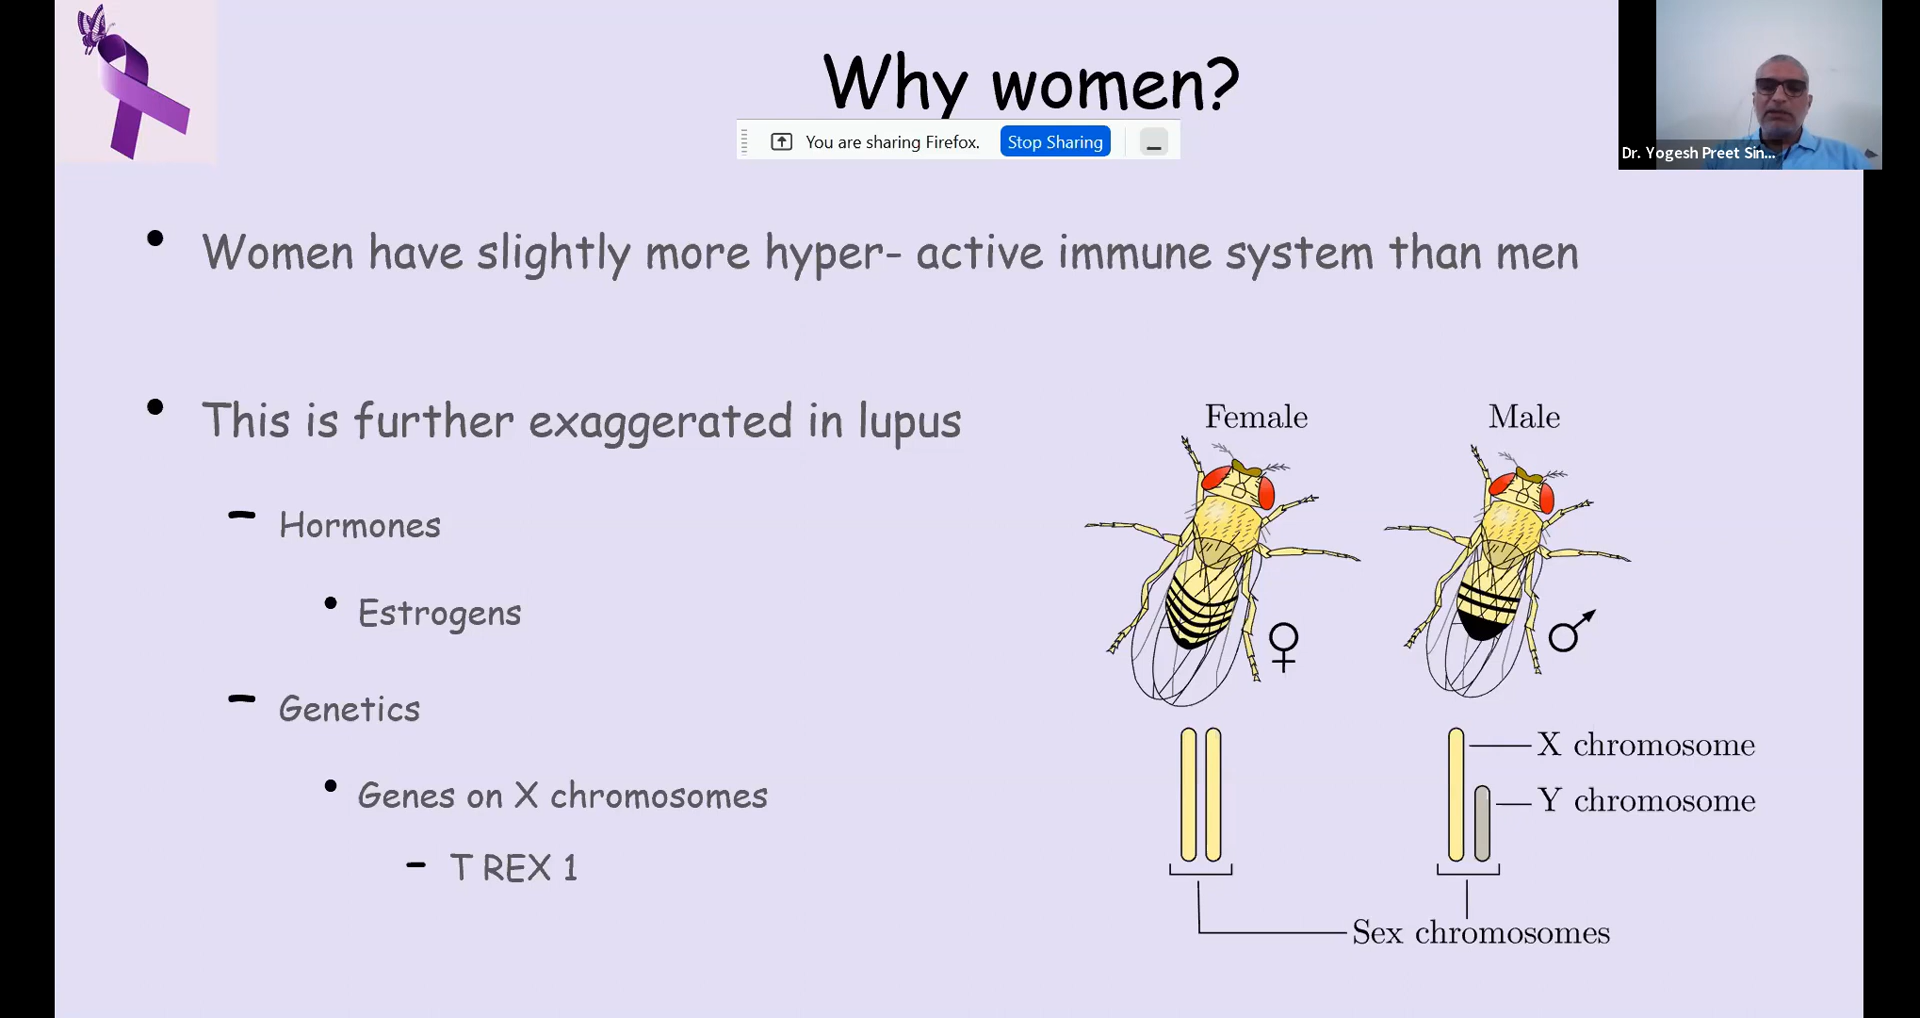 Why women?
You are sharing Firefox. Stop Sharing
Dr. Yogesh Preet Sin...
Women have slightly more hyper- active immune system than men
This is further exaggerated in lupus
Hormones
Estrogens
Genetics
Genes on X chromosomes
T REX 1
Female Male
♀ ♂
X chromosome
Y chromosome
Sex chromosomes